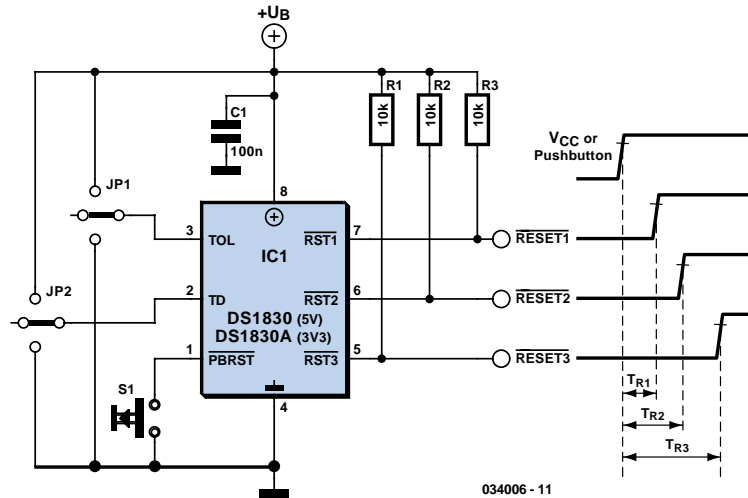 +UB
R1
R2
R3
10k
10k
10k
C1
100n
VCC or
Pushbutton
JP1
JP2
8
3
TOL
RST1
7
RESET1
IC1
2
TD
RST2
6
RESET2
DS1830 (5V)
DS1830A (3V3)
1
PBRST
RST3
5
RESET3
S1
4
TR1
TR2
TR3
034006 - 11